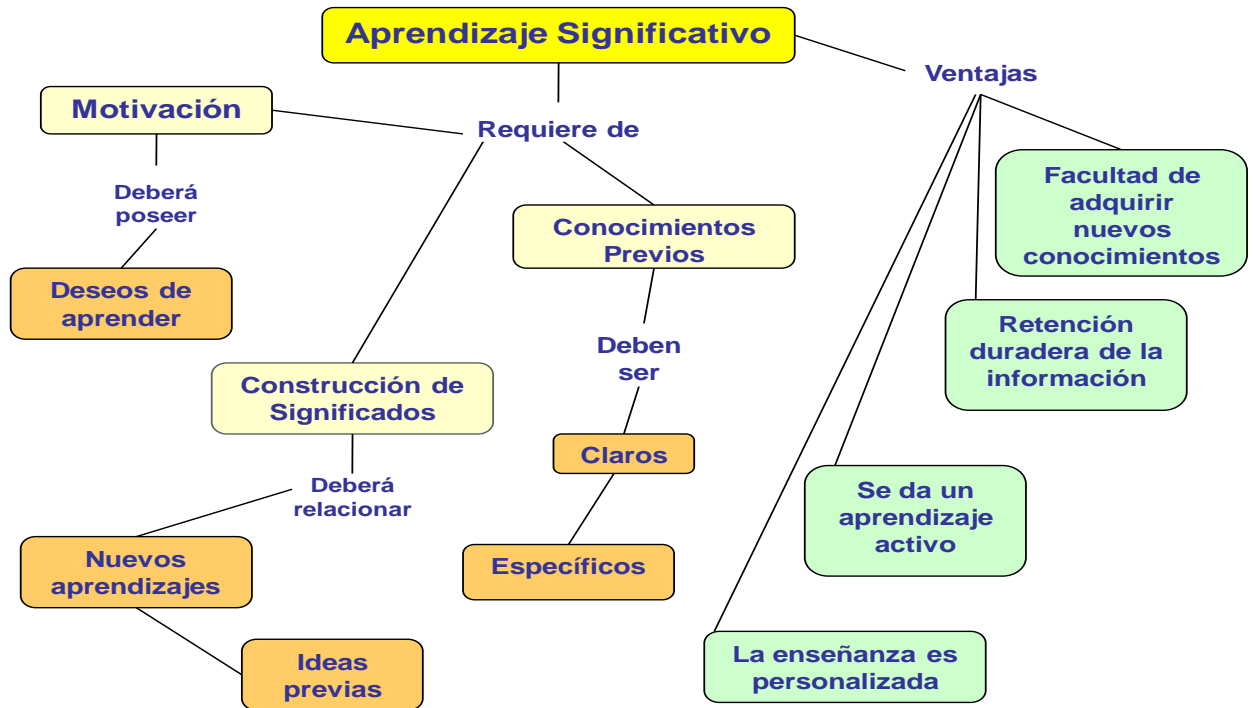 Aprendizaje Significativo
Ventajas
Motivación
Requiere de
Deberá
poseer
Deseos de
aprender
Construcción de
Significados
Deberá
relacionar
Nuevos
aprendizajes
Ideas
previas
Conocimientos
Previos
Deben
ser
Claros
Específicos
Facultad de
adquirir
nuevos
conocimientos
Retención
duradera de la
información
Se da un
aprendizaje
activo
La enseñanza es
personalizada